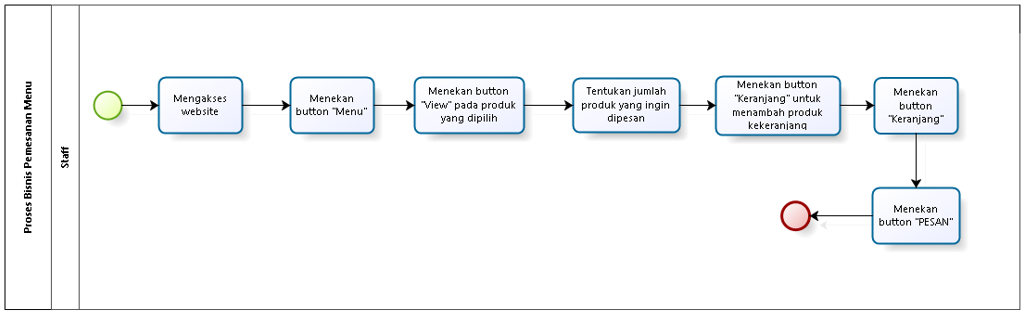 Proses Bisnis Pemesanan Menu
Staff
Mengakses
website
Menekan
button "Menu"
Menekan button
"View" pada produk
yang dipilih
Tentukan jumlah
produk yang ingin
dipesan
Menekan button
"Keranjang" untuk
menambah produk
kekeranjang
Menekan
button
"Keranjang"
Menekan
button "PESAN"